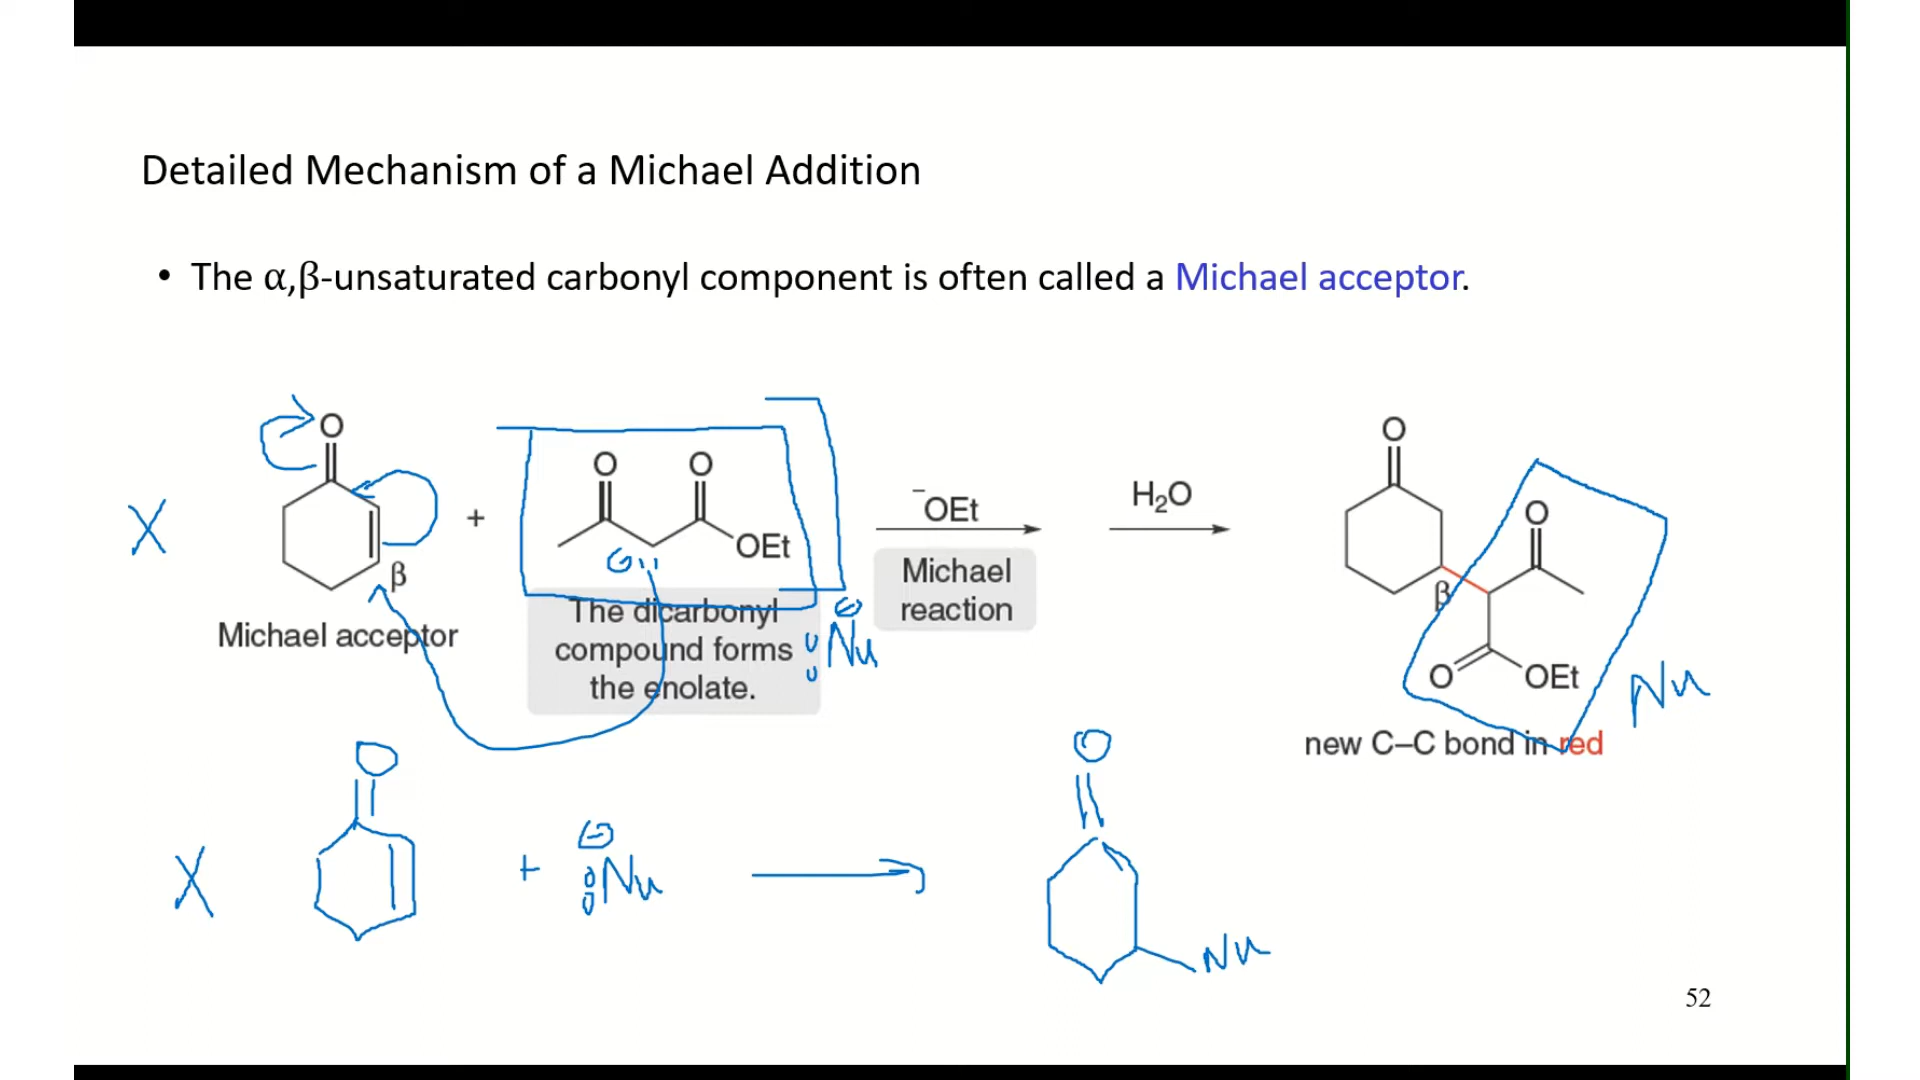 Detailed Mechanism of a Michael Addition
• The α,β-unsaturated carbonyl component is often called a Michael acceptor.
O
β
Michael acceptor
X
+
O O
OEt
The dicarbonyl
compound forms
the enolate.
⊖
:Nu
⁻OEt
Michael
reaction
H₂O
O
β
O
O
OEt
Nu
new C–C bond in red
X
O
+
⊖
:Nu
O
Nu
52